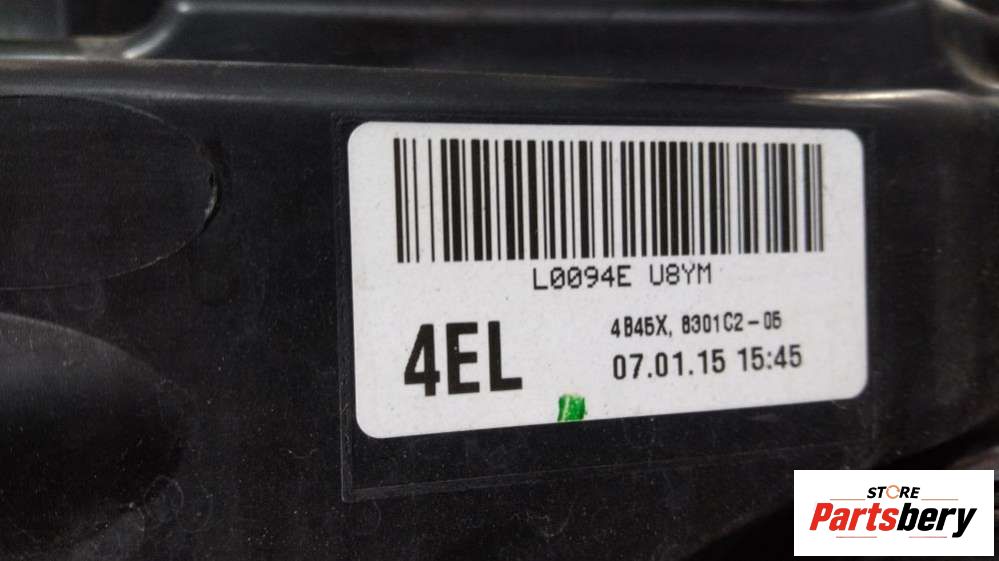 L0094E U8YM
4EL
4B45X, 8301C2-05
07.01.15 15:45
STORE
Partsbery